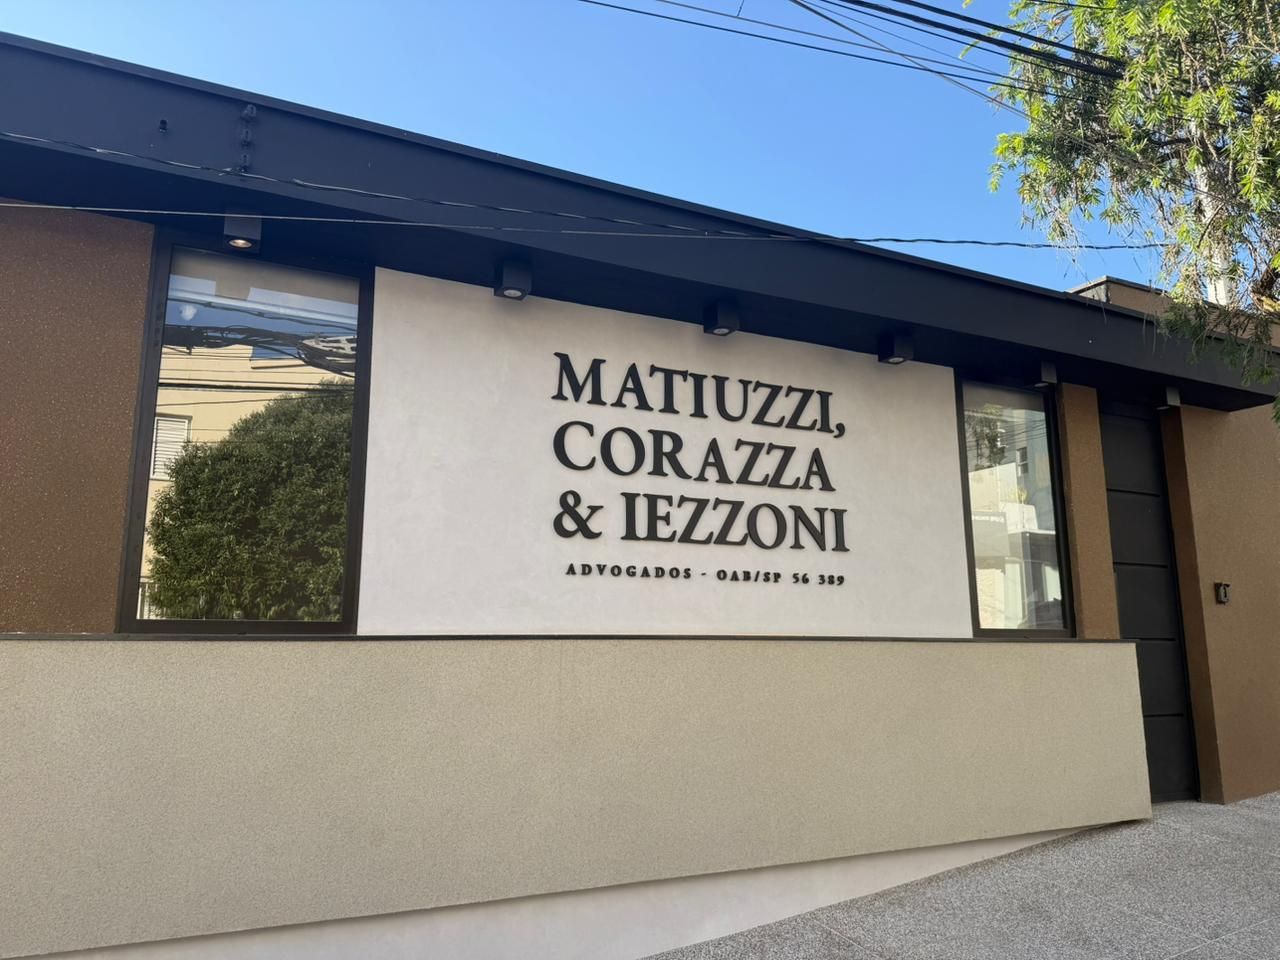 MATIUZZI,
CORAZZA
& IEZZONI
ADVOGADOS - OAB/SP 56 389